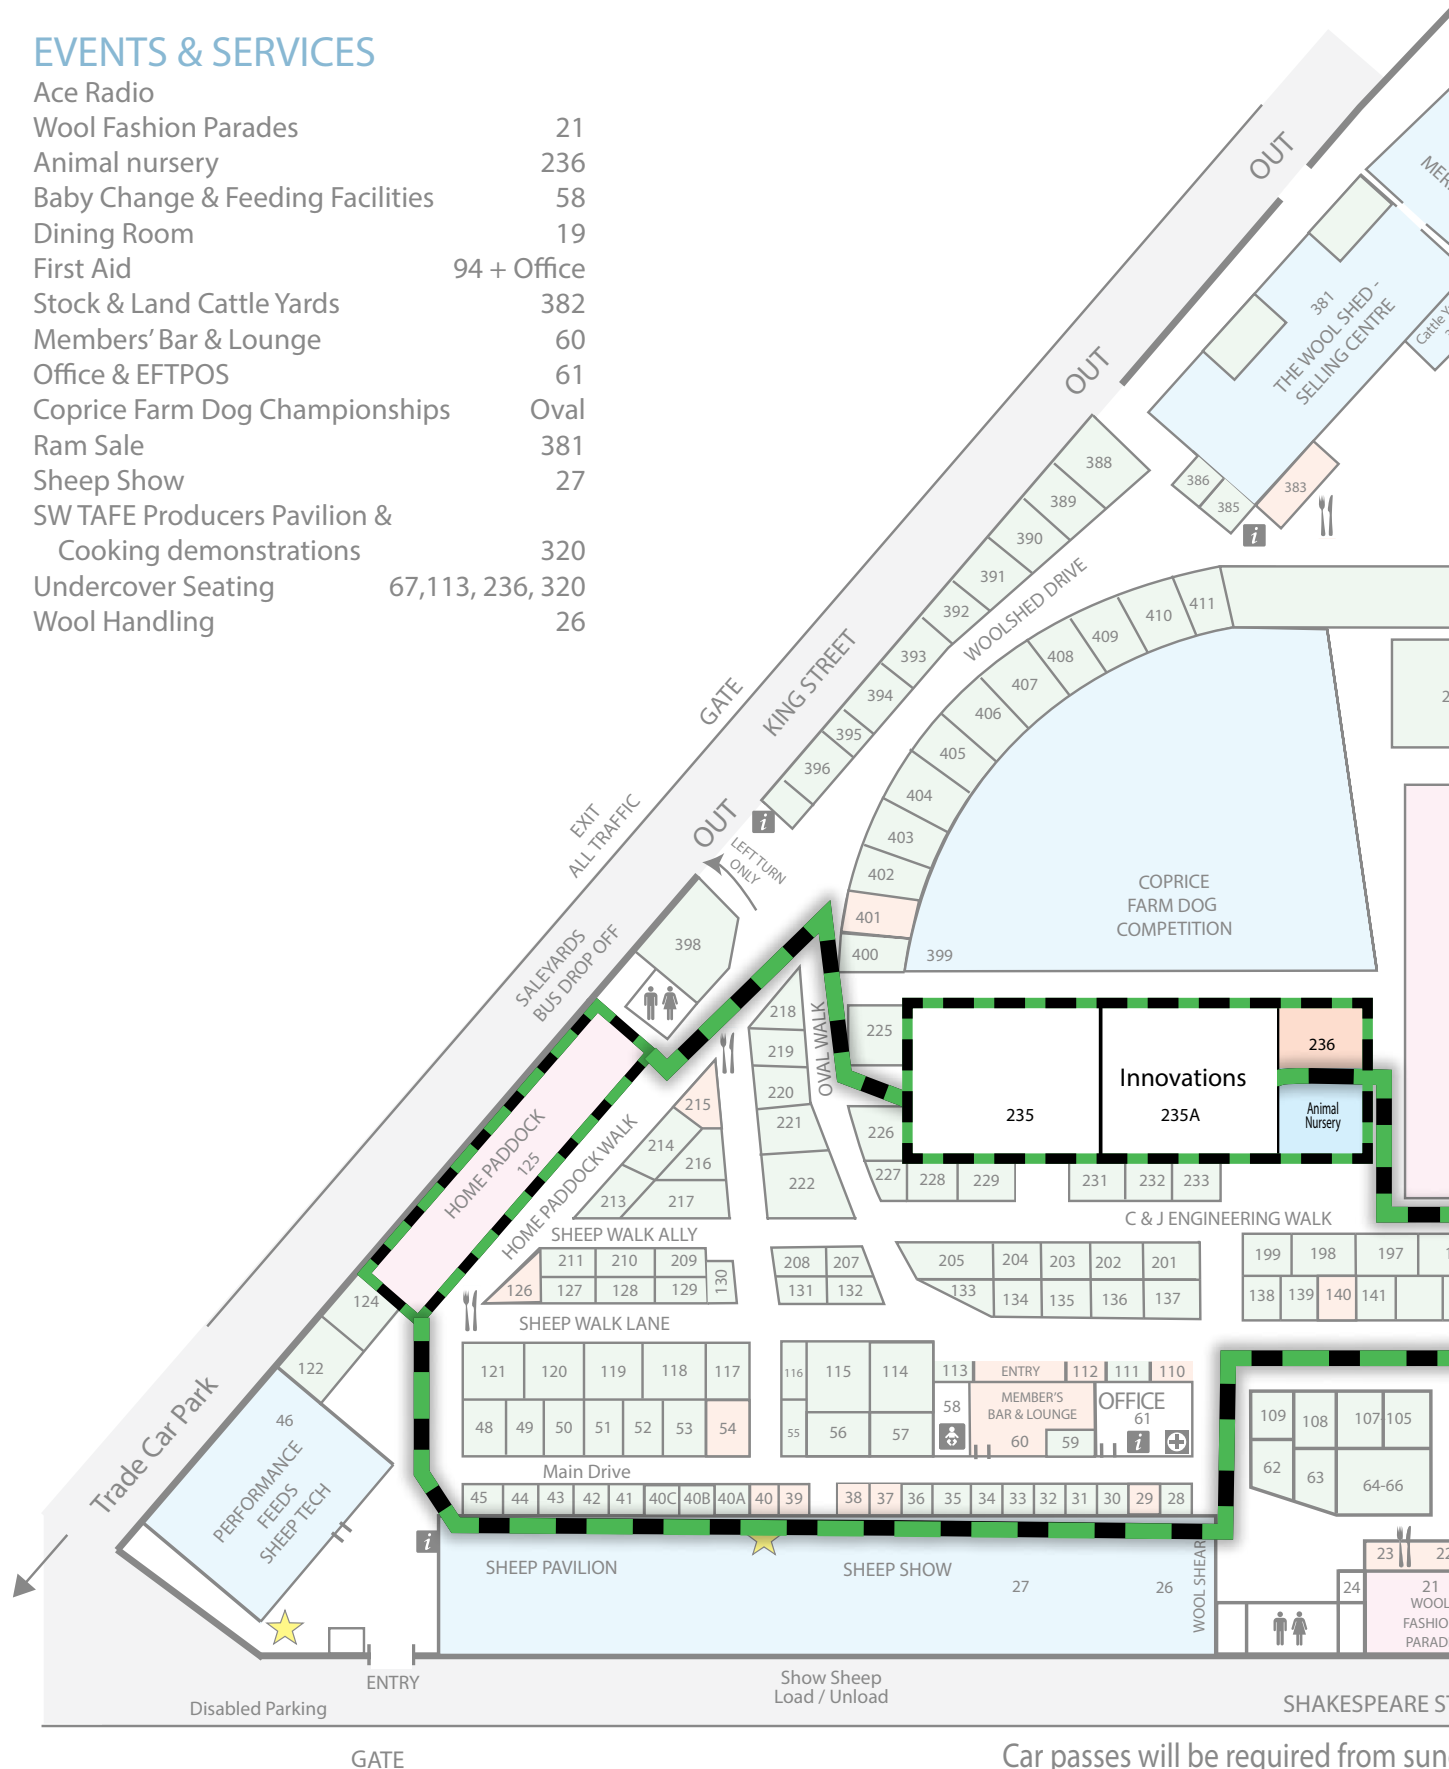 EVENTS & SERVICES
Ace Radio
Wool Fashion Parades 21
Animal nursery 236
Baby Change & Feeding Facilities 58
Dining Room 19
First Aid 94 + Office
Stock & Land Cattle Yards 382
Members' Bar & Lounge 60
Office & EFTPOS 61
Coprice Farm Dog Championships Oval
Ram Sale 381
Sheep Show 27
SW TAFE Producers Pavilion &
Cooking demonstrations 320
Undercover Seating 67,113, 236, 320
Wool Handling 26
OUT
OUT
381
THE WOOL SHED -
SELLING CENTRE
386
385
383
388
389
390
391
392
393
394
395
396
WOOLSHED DRIVE
KING STREET
GATE
EXIT
ALL TRAFFIC
OUT
LEFT TURN
ONLY
SALEYARDS
BUS DROP OFF
411
410
409
408
407
406
405
404
403
402
401
400
399
COPRICE
FARM DOG
COMPETITION
398
HOME PADDOCK
125
HOME PADDOCK WALK
218
219
220
221
222
OVAL WALK
225
226
227
228
229
231
232
233
235
Innovations
235A
236
Animal
Nursery
215
214
216
213
217
SHEEP WALK ALLY
C & J ENGINEERING WALK
211
210
209
126
127
128
129
130
208
207
131
132
205
204
203
202
201
133
134
135
136
137
199
198
197
138
139
140
141
SHEEP WALK LANE
124
122
121
120
119
118
117
48
49
50
51
52
53
54
116
115
114
55
56
57
113
ENTRY
112
111
110
58
MEMBER'S
BAR & LOUNGE
60
59
OFFICE
61
109
108
107
105
62
63
64-66
Main Drive
45
44
43
42
41
40C
40B
40A
40
39
38
37
36
35
34
33
32
31
30
29
28
Trade Car Park
46
PERFORMANCE
FEEDS
SHEEP TECH
SHEEP PAVILION
SHEEP SHOW
27
26
WOOL SHEAR
23
24
21
WOOL
ENTRY
Disabled Parking
Show Sheep
Load / Unload
SHAKESPEARE
GATE
Car passes will be required from